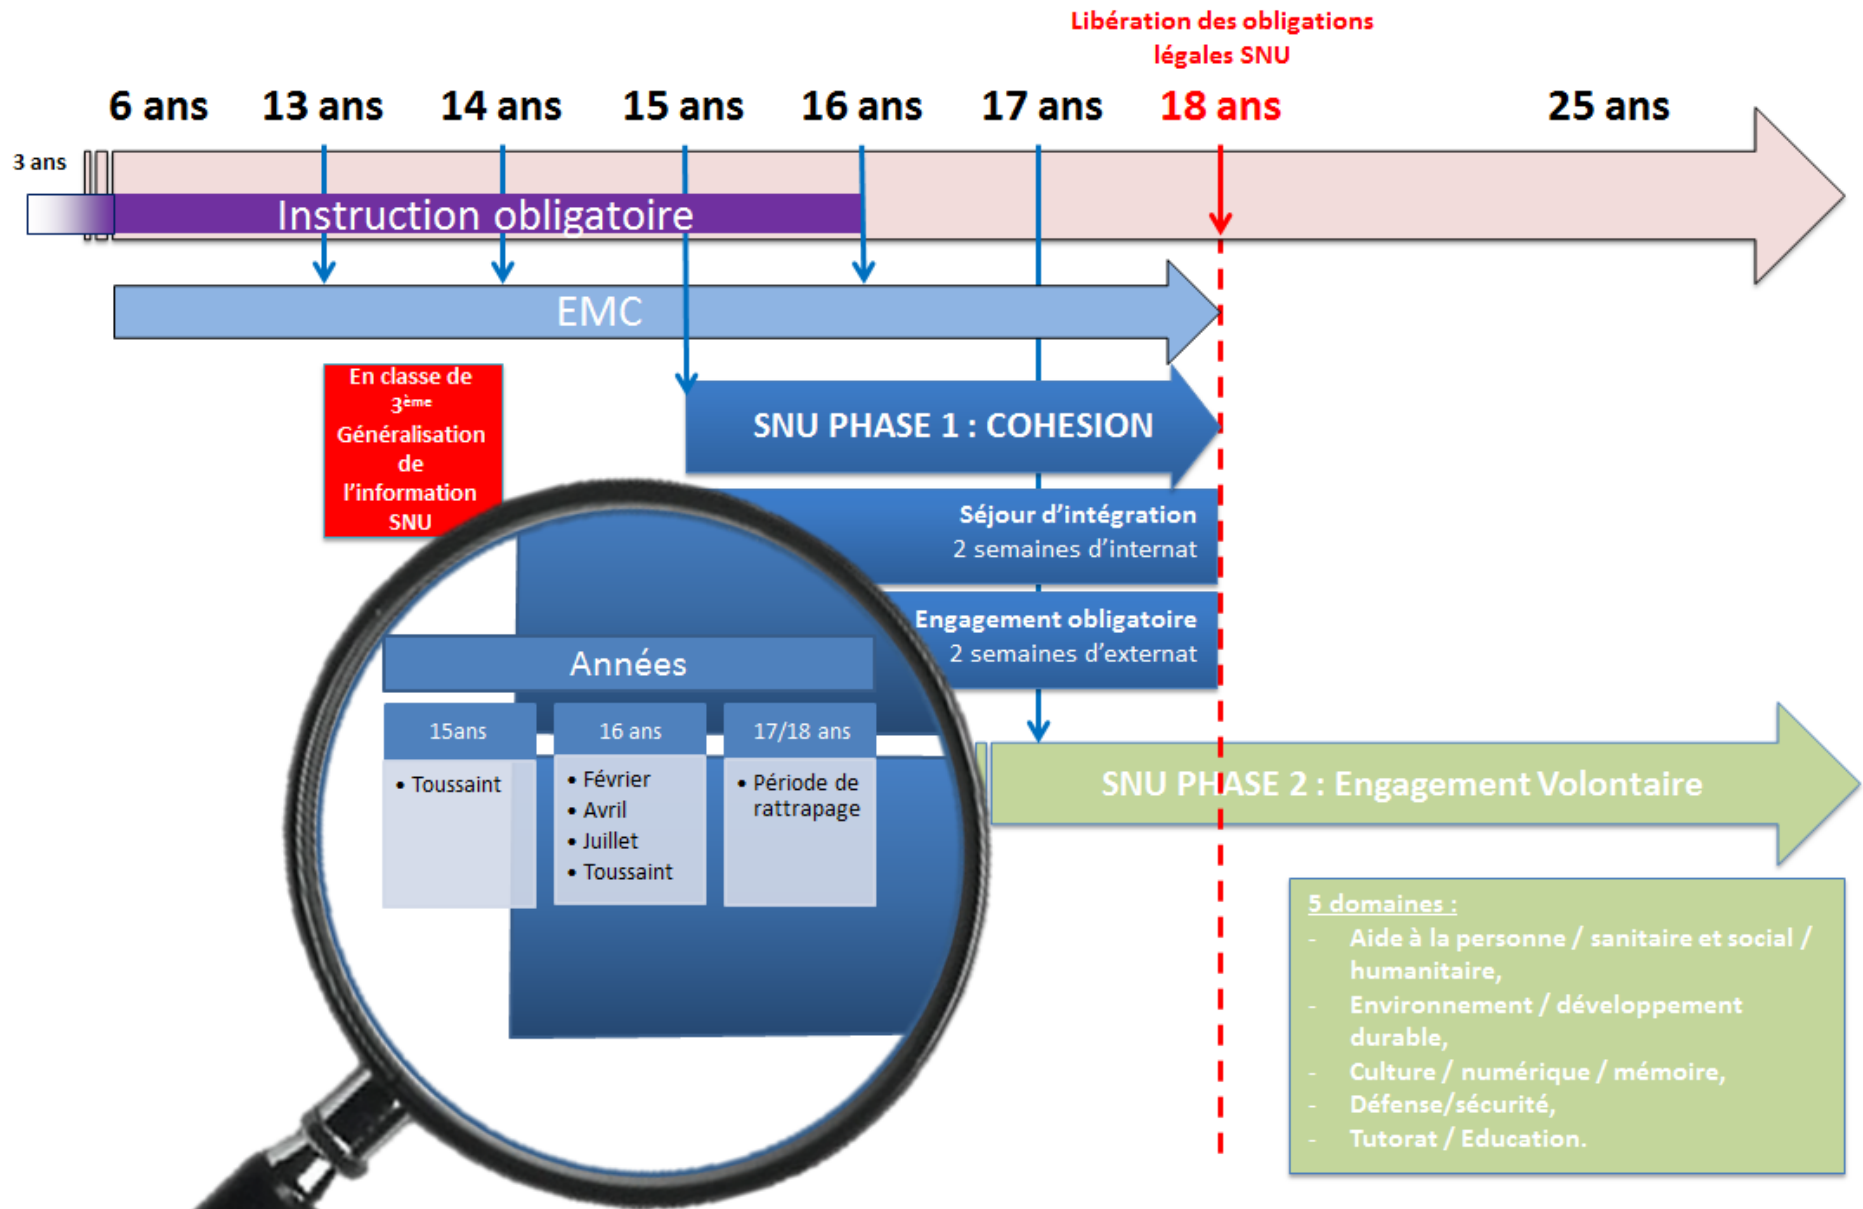 Libération des obligations
légales SNU
6 ans 13 ans 14 ans 15 ans 16 ans 17 ans 18 ans 25 ans
3 ans
Instruction obligatoire
EMC
En classe de
3ème
Généralisation
de
l'information
SNU
SNU PHASE 1 : COHESION
Séjour d'intégration
2 semaines d'internat
Engagement obligatoire
2 semaines d'externat
Années
15ans
• Toussaint
16 ans
• Février
• Avril
• Juillet
• Toussaint
17/18 ans
• Période de
rattrapage
SNU PHASE 2 : Engagement Volontaire
5 domaines :
- Aide à la personne / sanitaire et social /
humanitaire,
- Environnement / développement
durable,
- Culture / numérique / mémoire,
- Défense/sécurité,
- Tutorat / Education.